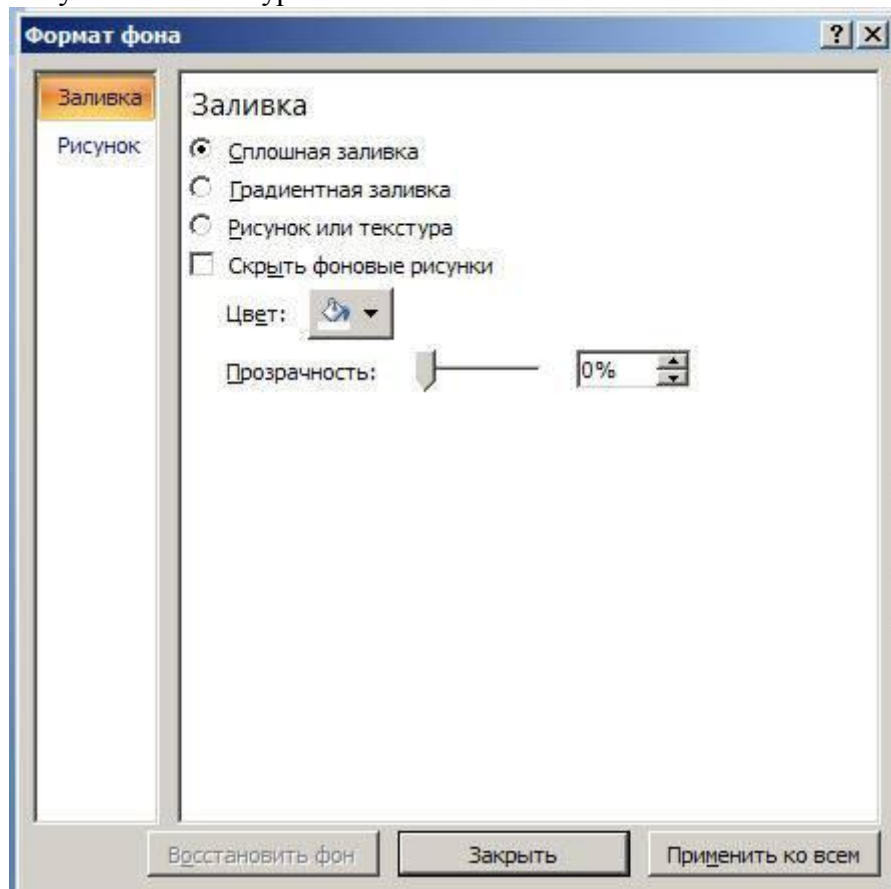 Формат фона
Заливка
Рисунок
Заливка
Сплошная заливка
Градиентная заливка
Рисунок или текстура
Скрыть фоновые рисунки
Цвет:
Прозрачность: 0%
Восстановить фон Закрыть Применить ко всем